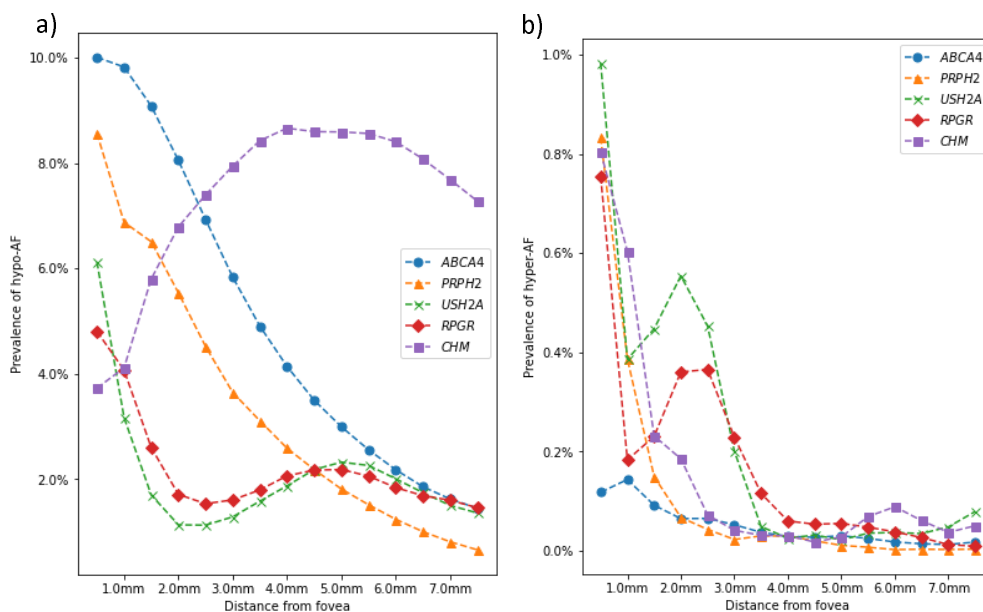 a)
10.0%
8.0%
6.0%
4.0%
2.0%
Prevalence of hypo-AF
ABCA4
PRPH2
USH2A
RPGR
CHM
1.0mm 2.0mm 3.0mm 4.0mm 5.0mm 6.0mm 7.0mm
Distance from fovea
b)
1.0%
0.8%
0.6%
0.4%
0.2%
0.0%
Prevalence of hyper-AF
ABCA4
PRPH2
USH2A
RPGR
CHM
1.0mm 2.0mm 3.0mm 4.0mm 5.0mm 6.0mm 7.0mm
Distance from fovea